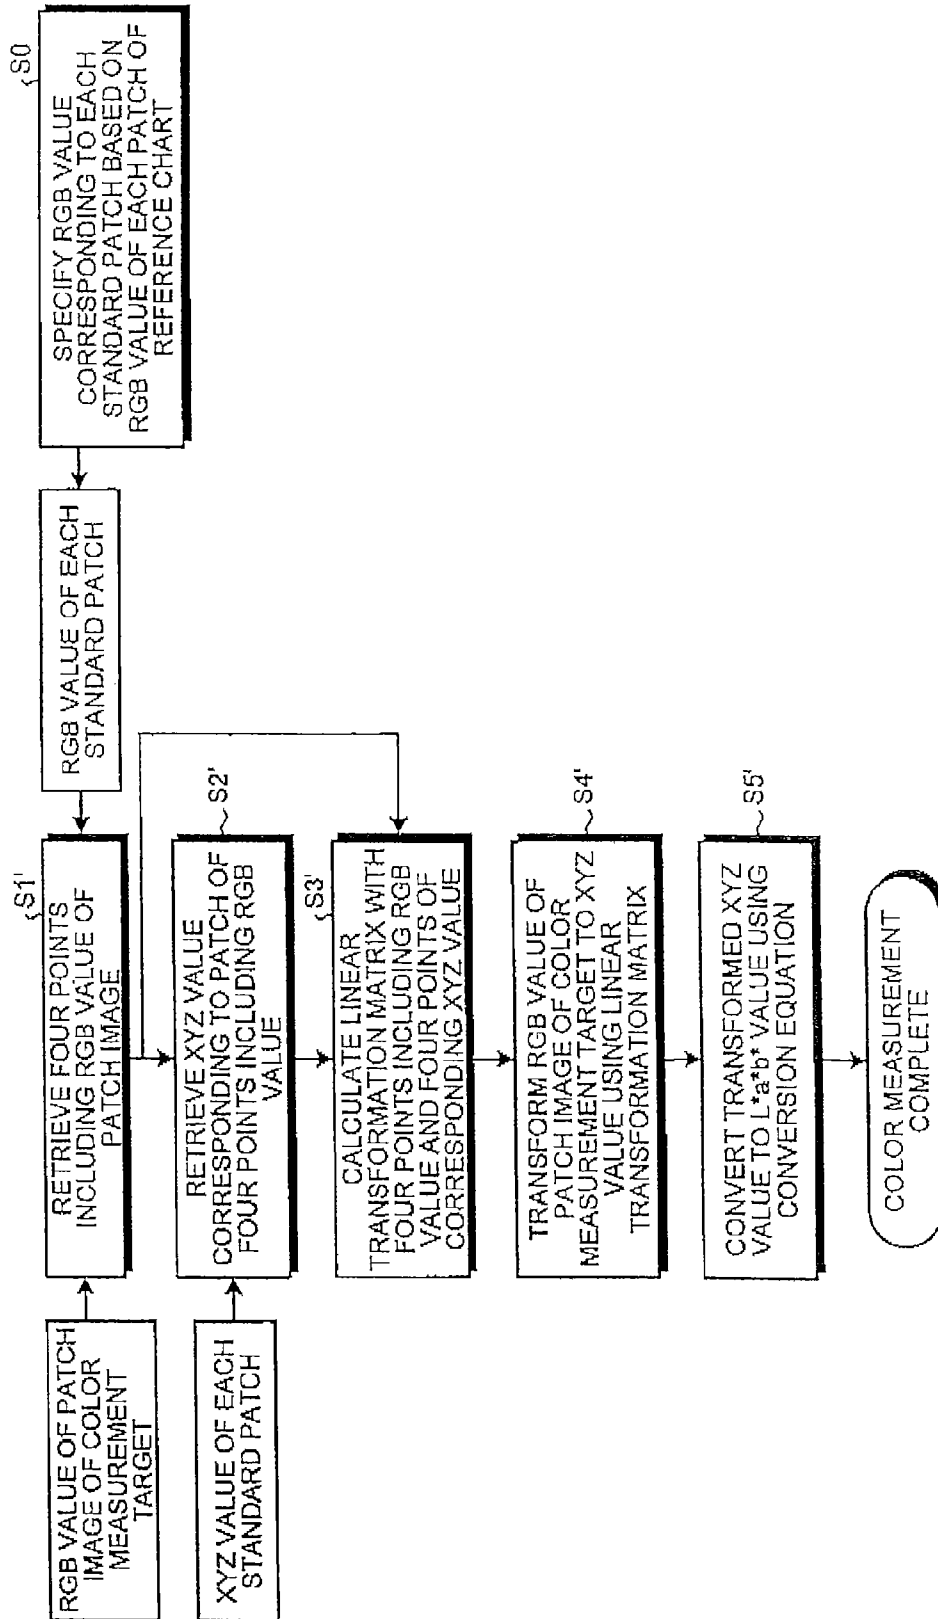 RGB VALUE OF PATCH
IMAGE OF COLOR
MEASUREMENT
TARGET
S1'
RETRIEVE FOUR POINTS
INCLUDING RGB VALUE OF
PATCH IMAGE
RGB VALUE OF EACH
STANDARD PATCH
S0
SPECIFY RGB VALUE
CORRESPONDING TO EACH
STANDARD PATCH BASED ON
RGB VALUE OF EACH PATCH OF
REFERENCE CHART
XYZ VALUE OF EACH
STANDARD PATCH
S2'
RETRIEVE XYZ VALUE
CORRESPONDING TO PATCH OF
FOUR POINTS INCLUDING RGB
VALUE
S3'
CALCULATE LINEAR
TRANSFORMATION MATRIX WITH
FOUR POINTS INCLUDING RGB
VALUE AND FOUR POINTS OF
CORRESPONDING XYZ VALUE
S4'
TRANSFORM RGB VALUE OF
PATCH IMAGE OF COLOR
MEASUREMENT TARGET TO XYZ
VALUE USING LINEAR
TRANSFORMATION MATRIX
S5'
CONVERT TRANSFORMED XYZ
VALUE TO L*a*b* VALUE USING
CONVERSION EQUATION
COLOR MEASUREMENT
COMPLETE